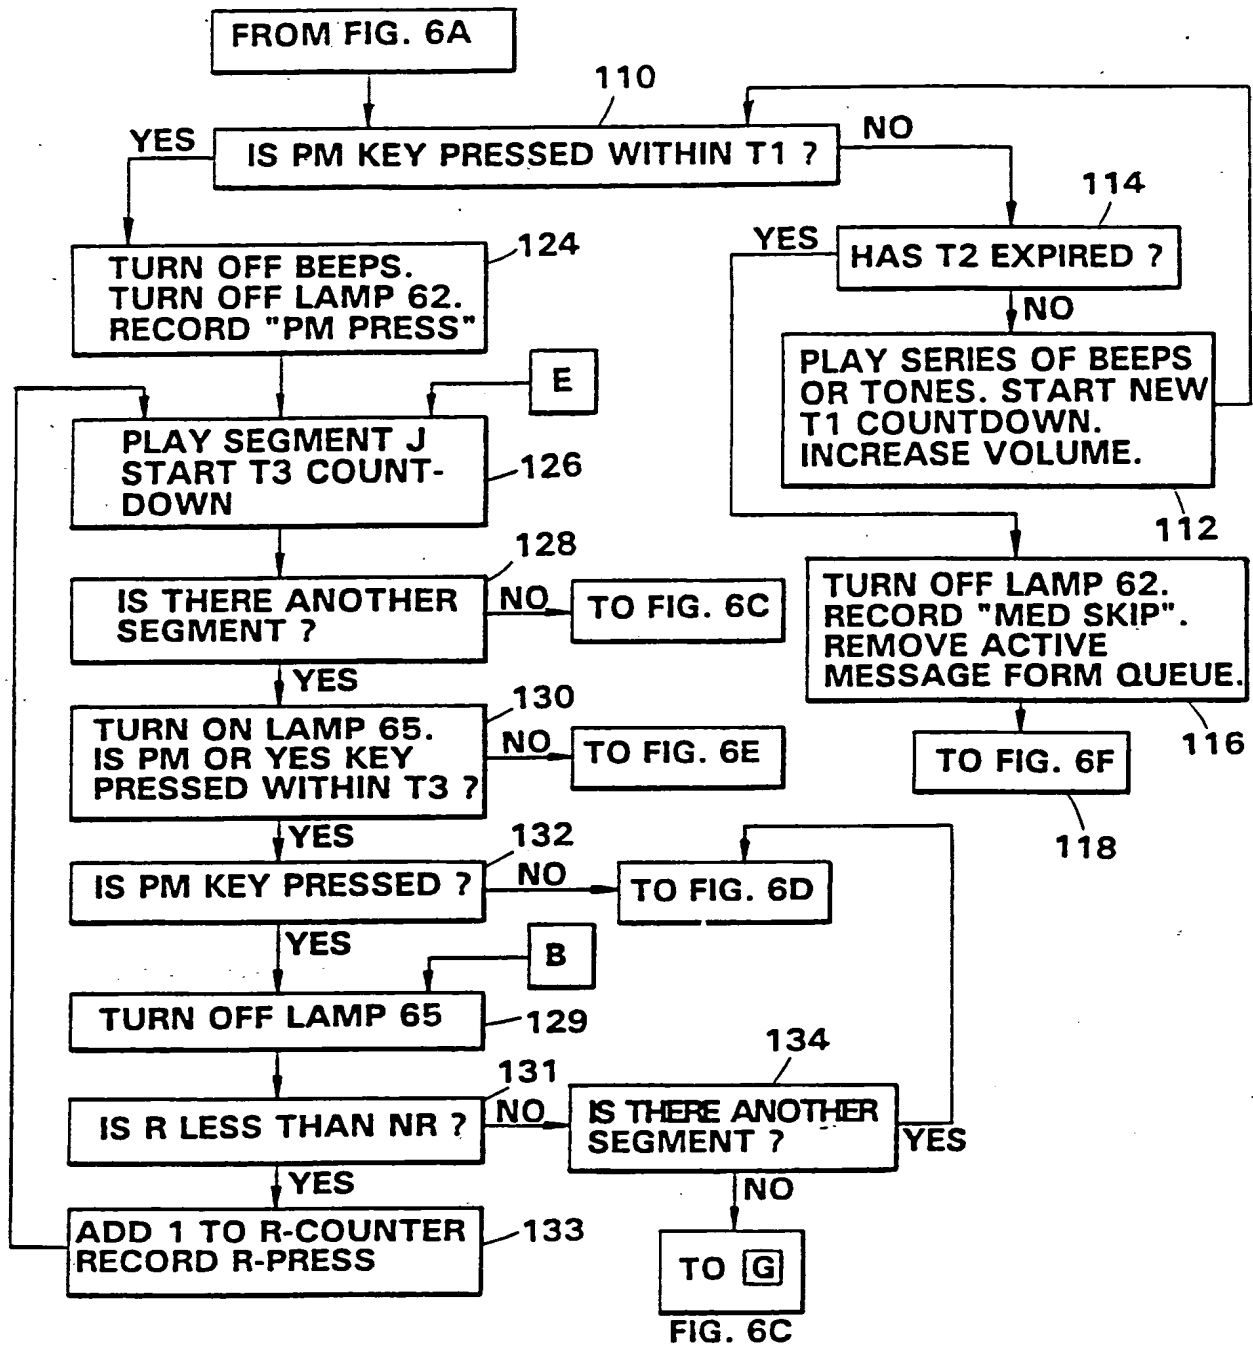 FROM FIG. 6A
110
YES
NO
IS PM KEY PRESSED WITHIN T1 ?
114
YES
HAS T2 EXPIRED ?
NO
124
TURN OFF BEEPS.
TURN OFF LAMP 62.
RECORD "PM PRESS"
PLAY SERIES OF BEEPS
OR TONES. START NEW
T1 COUNTDOWN.
INCREASE VOLUME.
112
E
PLAY SEGMENT J
START T3 COUNT-
DOWN
126
128
IS THERE ANOTHER
SEGMENT ?
NO
TO FIG. 6C
YES
TURN OFF LAMP 62.
RECORD "MED SKIP".
REMOVE ACTIVE
MESSAGE FORM QUEUE.
116
TO FIG. 6F
118
130
TURN ON LAMP 65.
IS PM OR YES KEY
PRESSED WITHIN T3 ?
NO
TO FIG. 6E
YES
132
IS PM KEY PRESSED ?
NO
TO FIG. 6D
YES
B
TURN OFF LAMP 65
129
131
IS R LESS THAN NR ?
NO
134
IS THERE ANOTHER
SEGMENT ?
YES
YES
NO
ADD 1 TO R-COUNTER
RECORD R-PRESS
133
TO G
FIG. 6C